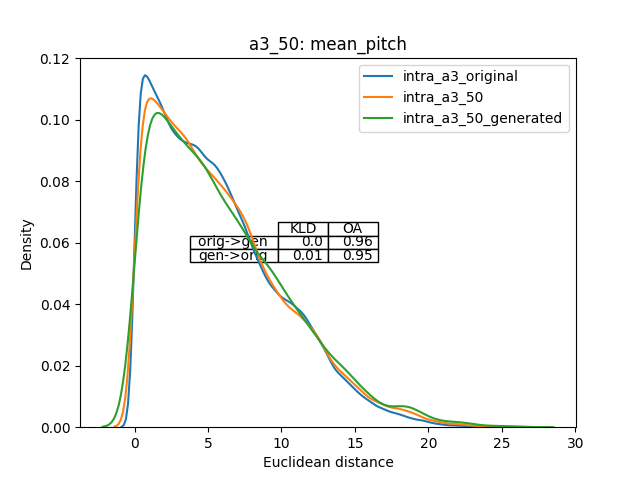 a3_50: mean_pitch
0.12
0.10
0.08
0.06
0.04
0.02
0.00
Density
intra_a3_original
intra_a3_50
intra_a3_50_generated
KLD OA
orig->gen 0.0 0.96
gen->orig 0.01 0.95
0 5 10 15 20 25 30
Euclidean distance